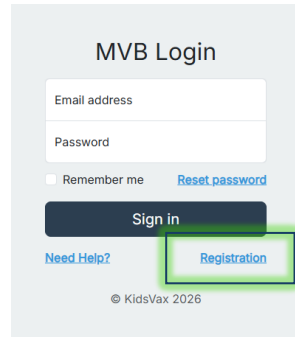 MVB Login
Email address
Password
Remember me Reset password
Sign in
Need Help? Registration
© KidsVax 2026